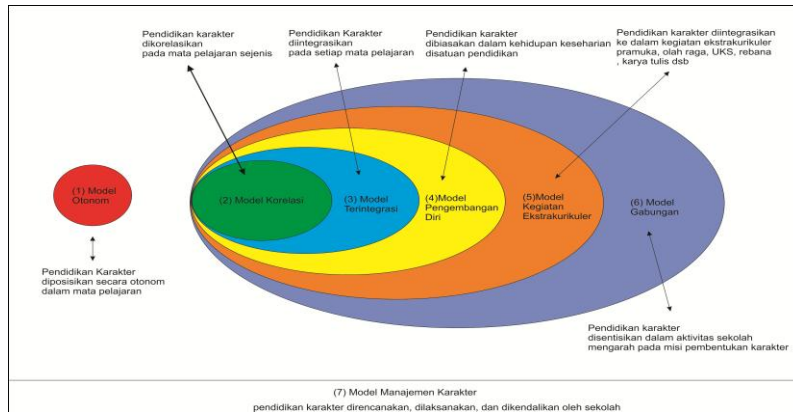 Pendidikan karakter
dikorelasikan
pada mata pelajaran sejenis
Pendidikan Karakter
diintegrasikan
pada setiap mata pelajaran
Pendidikan karakter
dibiasakan dalam kehidupan keseharian
disatuan pendidikan
Pendidikan karakter diintegrasikan
ke dalam kegiatan ekstrakurikuler
pramuka, olah raga, UKS, rebana
, karya tulis dsb
(1) Model
Otonom
(2) Model Korelasi
(3) Model
Terintegrasi
(4)Model
Pengembangan
Diri
(5)Model
Kegiatan
Ekstrakurikuler
(6) Model
Gabungan
Pendidikan Karakter
diposisikan secara otonom
dalam mata pelajaran
Pendidikan karakter
disentisikan dalam aktivitas sekolah
mengarah pada misi pembentukan karakter
(7) Model Manajemen Karakter
pendidikan karakter direncanakan, dilaksanakan, dan dikendalikan oleh sekolah